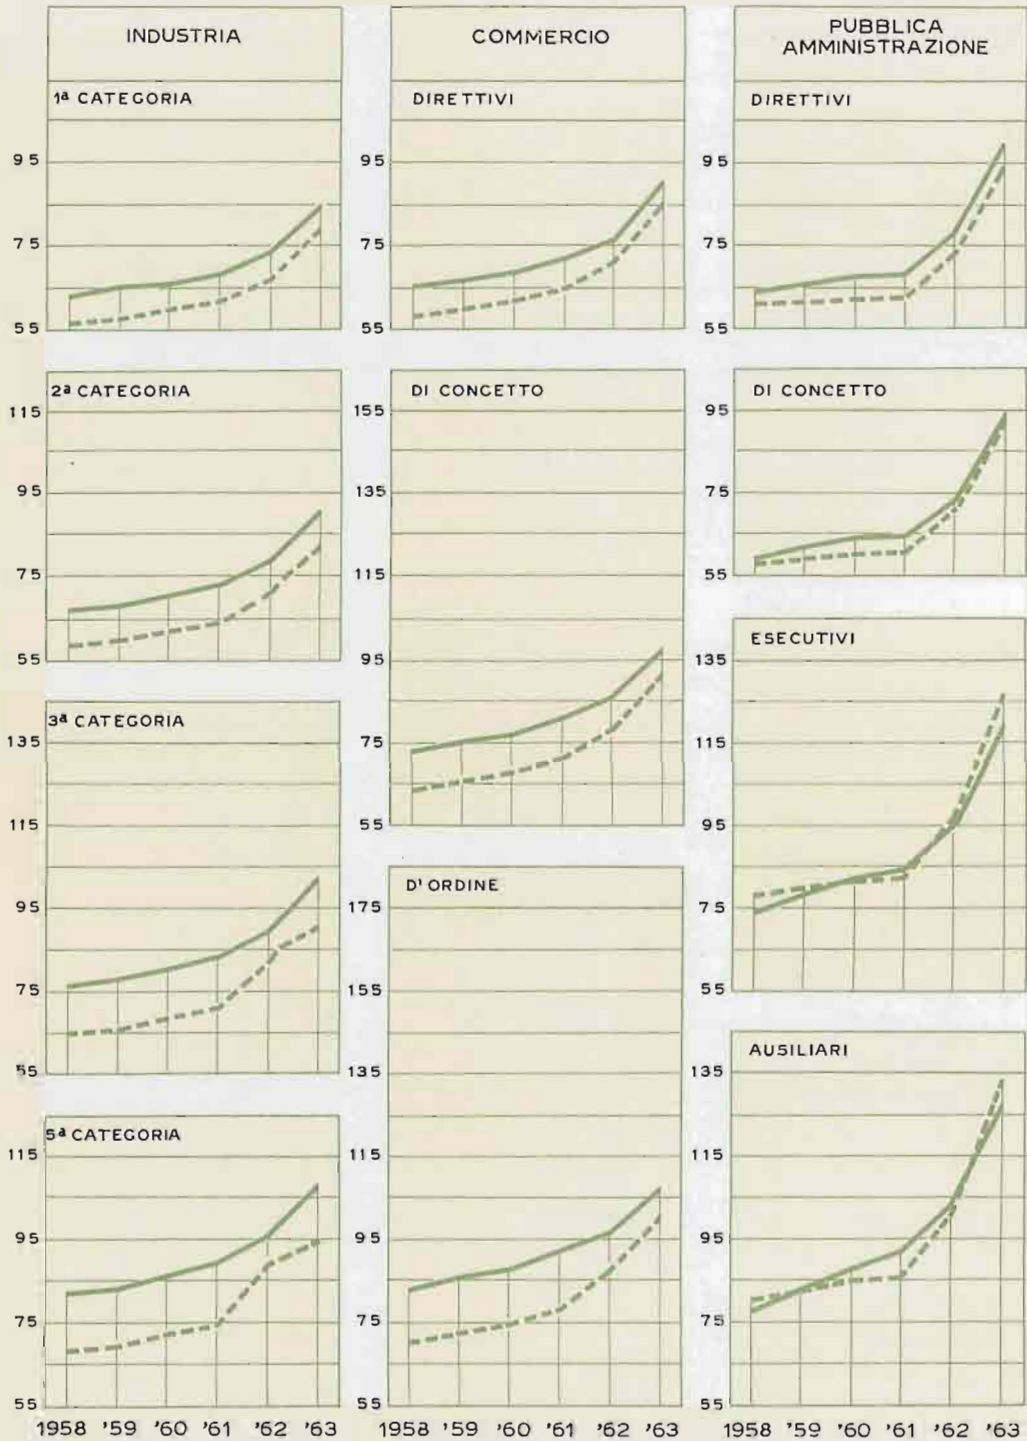 INDUSTRIA
1ª CATEGORIA
95
75
55
2ª CATEGORIA
115
95
75
55
3ª CATEGORIA
135
115
95
75
55
5ª CATEGORIA
115
95
75
55
1958 '59 '60 '61 '62 '63
COMMERCIO
DIRETTIVI
95
75
55
DI CONCETTO
155
135
115
95
75
55
D'ORDINE
175
155
135
115
95
75
55
1958 '59 '60 '61 '62 '63
PUBBLICA
AMMINISTRAZIONE
DIRETTIVI
95
75
55
DI CONCETTO
95
75
55
ESECUTIVI
135
115
95
75
55
AUSILIARI
135
115
95
75
55
1958 '59 '60 '61 '62 '63